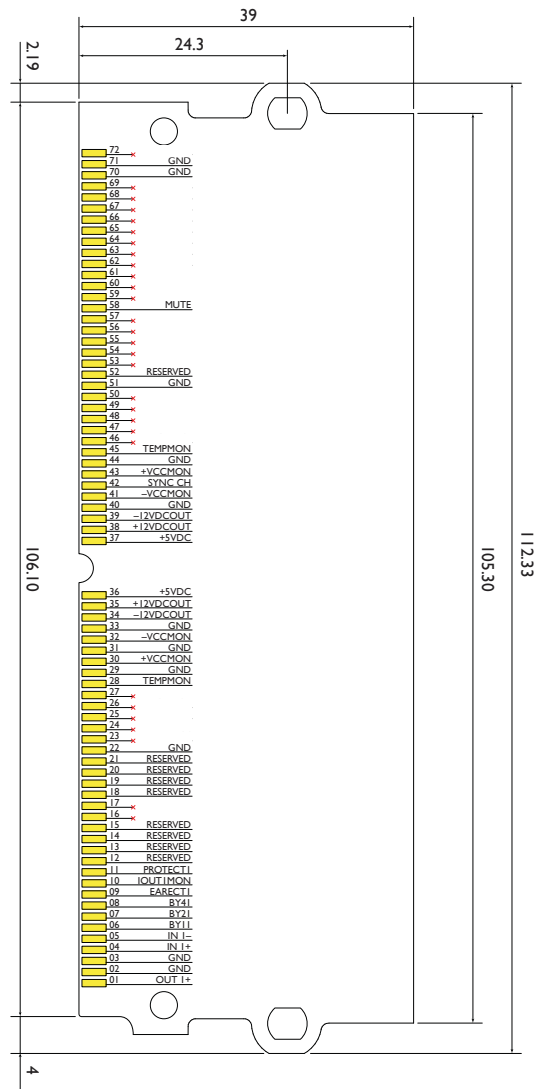 39
24.3
2.19
72
71 GND
70 GND
69
68
67
66
65
64
63
62
61
60
59
58 MUTE
57
56
55
54
53
52 RESERVED
51 GND
50
49
48
47
46
45 TEMPMON
44 GND
43 +VCCMON
42 SYNC CH
41 –VCCMON
40 GND
39 –12VDCOUT
38 +12VDCOUT
37 +5VDC
106.10
105.30
112.33
36 +5VDC
35 +12VDCOUT
34 –12VDCOUT
33 GND
32 –VCCMON
31 GND
30 +VCCMON
29 GND
28 TEMPMON
27
26
25
24
23
22 GND
21 RESERVED
20 RESERVED
19 RESERVED
18 RESERVED
17
16
15 RESERVED
14 RESERVED
13 RESERVED
12 RESERVED
11 PROTECT1
10 IOUT1MON
09 EARECT1
08 BY41
07 BY21
06 BY11
05 IN 1–
04 IN 1+
03 GND
02 GND
01 OUT 1+
4